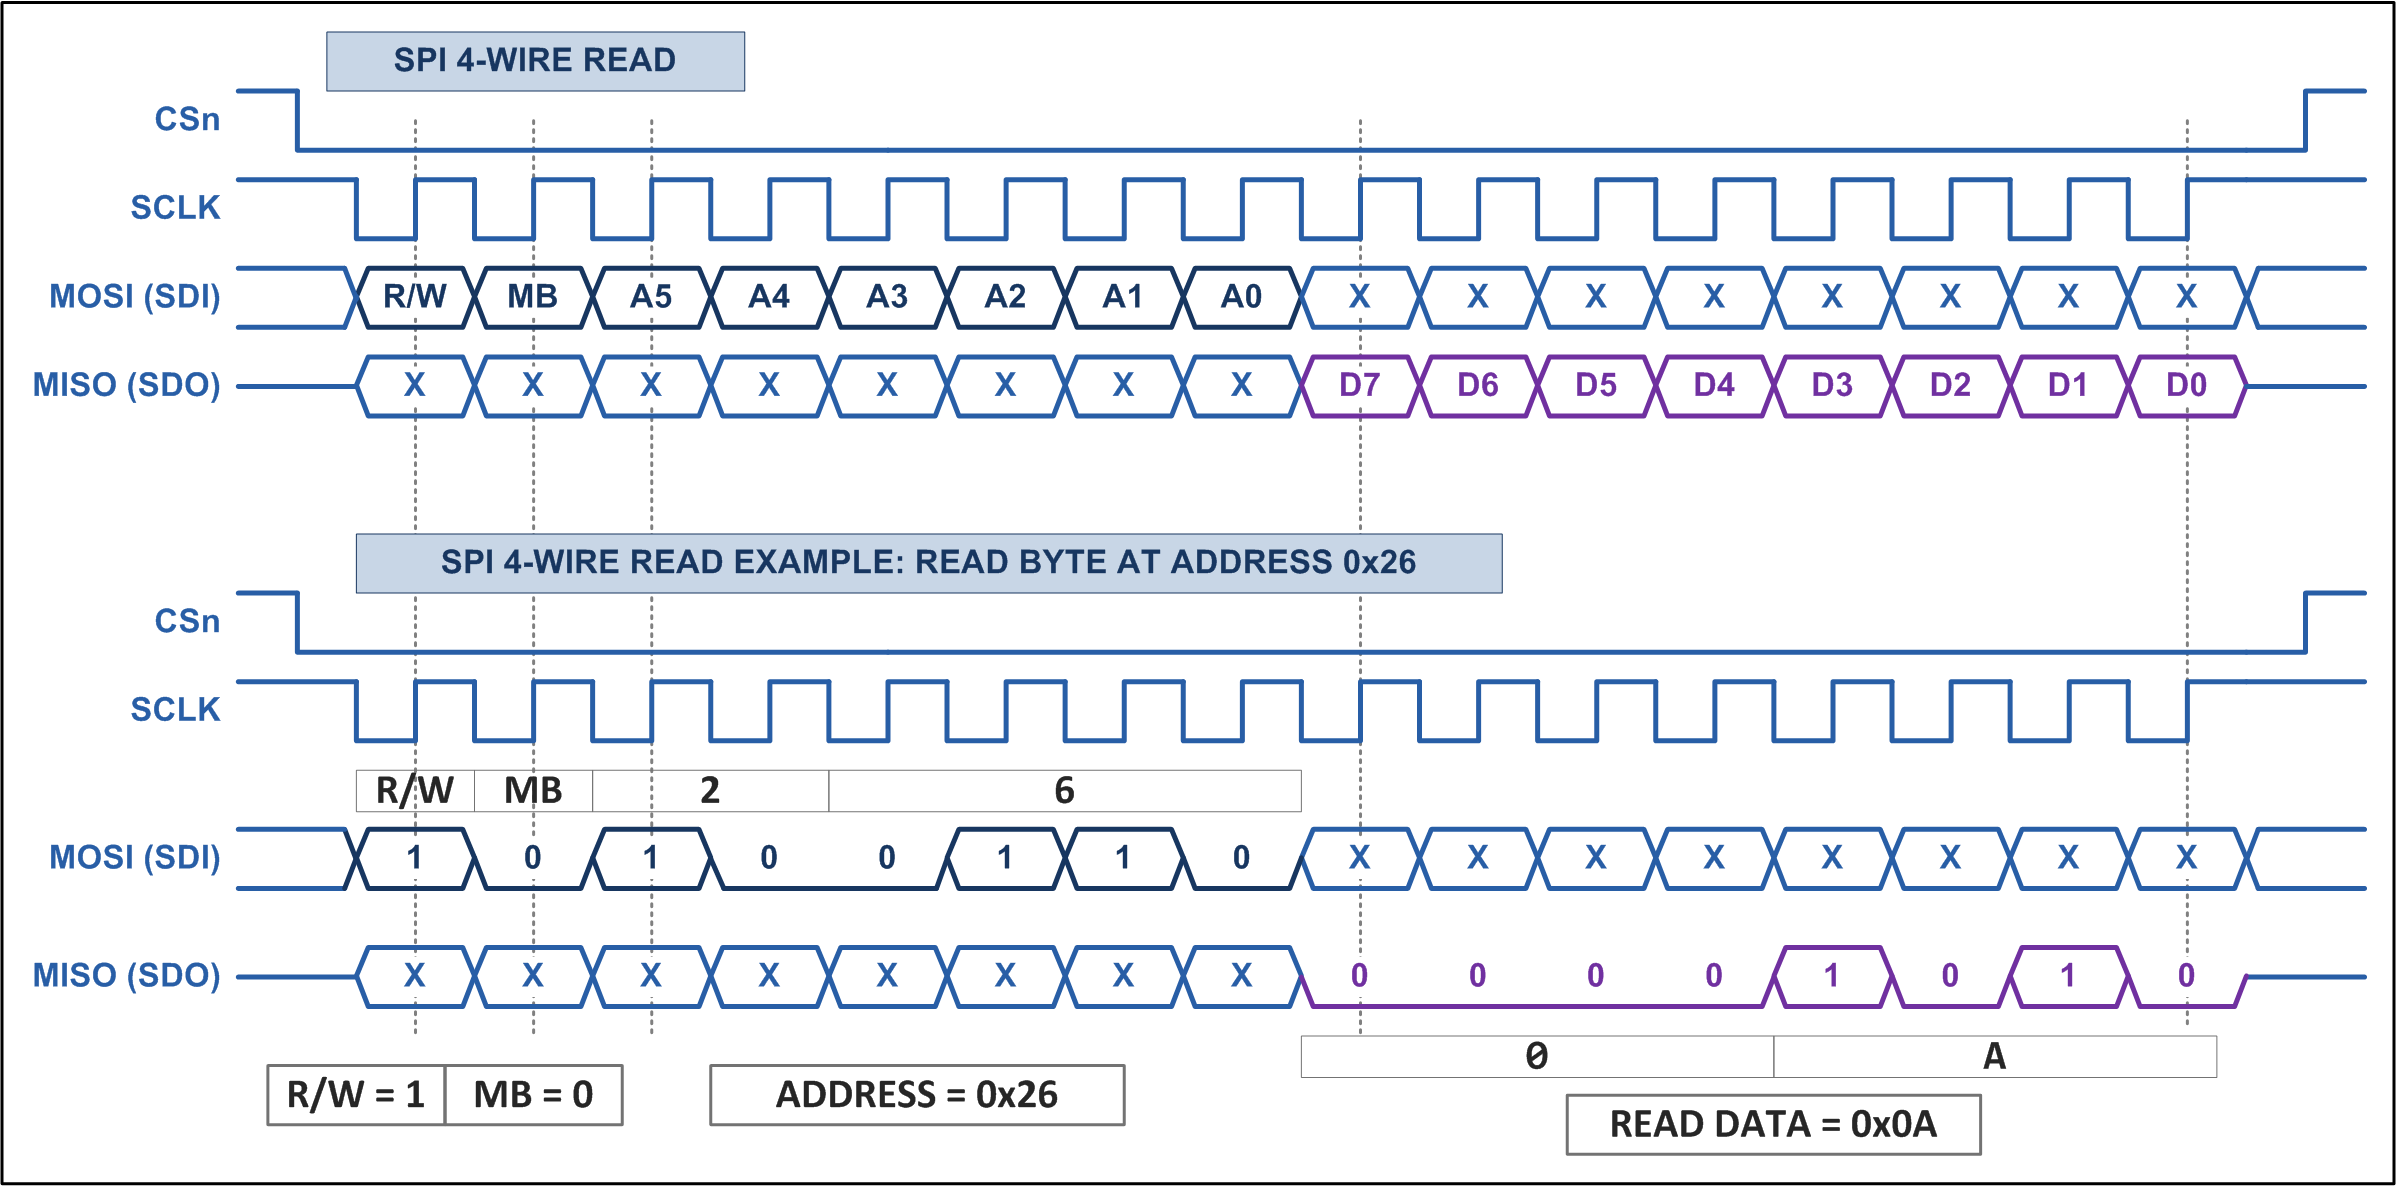 SPI 4-WIRE READ
CSn
SCLK
MOSI (SDI) R/W MB A5 A4 A3 A2 A1 A0 X X X X X X X X
MISO (SDO) X X X X X X X X D7 D6 D5 D4 D3 D2 D1 D0
SPI 4-WIRE READ EXAMPLE: READ BYTE AT ADDRESS 0x26
CSn
SCLK
R/W MB 2 6
MOSI (SDI) 1 0 1 0 0 1 1 0 X X X X X X X X
MISO (SDO) X X X X X X X X 0 0 0 0 1 0 1 0
0 A
R/W = 1 MB = 0 ADDRESS = 0x26
READ DATA = 0x0A